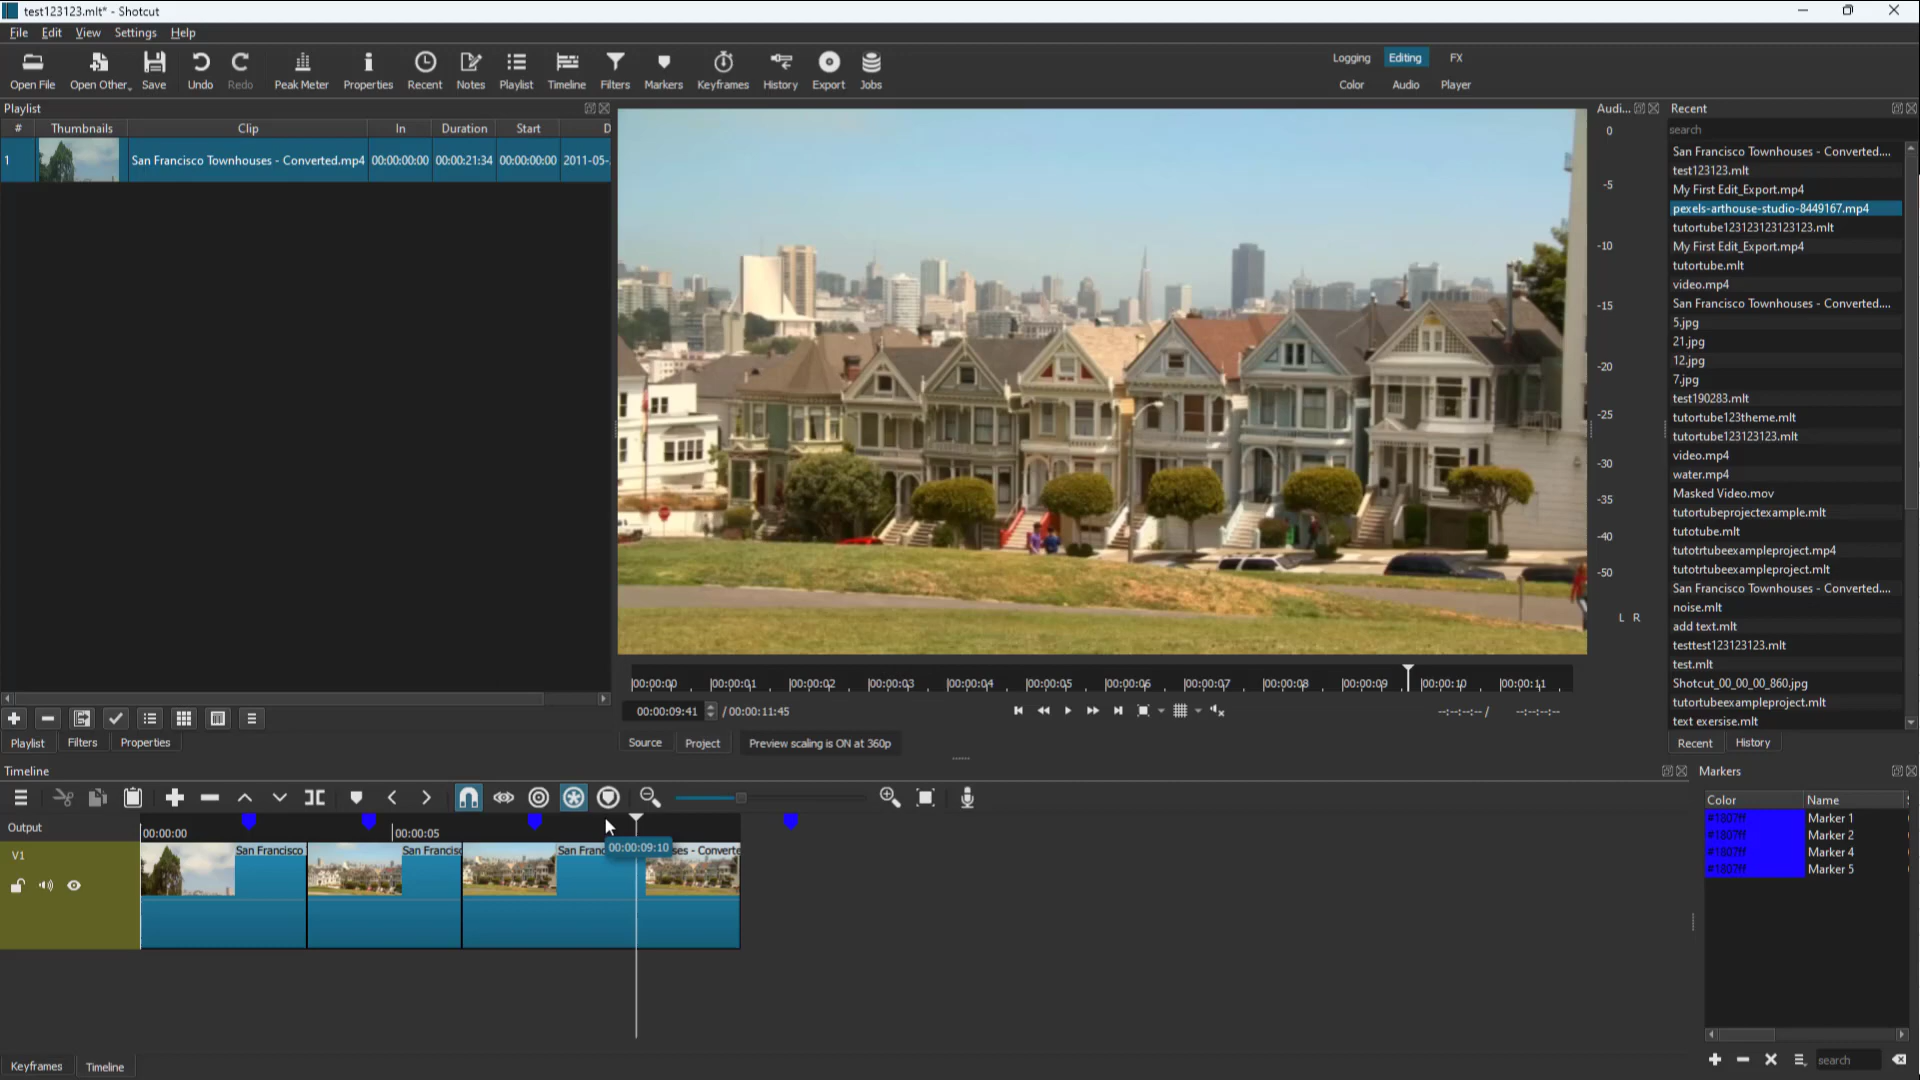 test123123.mlt* - Shotcut
File Edit View Settings Help
Open File Open Other... Save Undo Redo Peak Meter Properties Recent Notes Playlist Timeline Filters Markers Keyframes History Export Jobs
Logging Editing FX
Color Audio Player
Playlist
# Thumbnails Clip In Duration Start D
1 San Francisco Townhouses - Converted.mp4 00:00:00:00 00:00:21:34 00:00:00:00 2011-05-
Playlist Filters Properties
00:00:00 00:00:01 00:00:02 00:00:03 00:00:04 00:00:05 00:00:06 00:00:07 00:00:08 00:00:09 00:00:10 00:00:11
00:00:09:41 / 00:00:11:45 --:--:--:-- / --:--:--:--
Source Project Preview scaling is ON at 360p
Audi...
0
-5
-10
-15
-20
-25
-30
-35
-40
-50
L R
Recent
search
San Francisco Townhouses - Converted....
test123123.mlt
My First Edit_Export.mp4
pexels-arthouse-studio-8449167.mp4
tutortube123123123123123.mlt
My First Edit_Export.mp4
tutortube.mlt
video.mp4
San Francisco Townhouses - Converted....
5.jpg
21.jpg
12.jpg
7.jpg
test190283.mlt
tutortube123theme.mlt
tutortube123123123.mlt
video.mp4
water.mp4
Masked Video.mov
tutortubeprojectexample.mlt
tutotube.mlt
tutotrtubeexampleproject.mp4
tutotrtubeexampleproject.mlt
San Francisco Townhouses - Converted....
noise.mlt
add text.mlt
testtest123123123.mlt
test.mlt
Shotcut_00_00_00_860.jpg
tutortubeexampleproject.mlt
text exersise.mlt
Recent History
Timeline
Output
00:00:00 00:00:05
00:00:09:10
V1
San Francisco San Francisc San Franc ses - Converte
Keyframes Timeline
Markers
Color Name
#1807ff Marker 1
#1807ff Marker 2
#1807ff Marker 4
#1807ff Marker 5
search